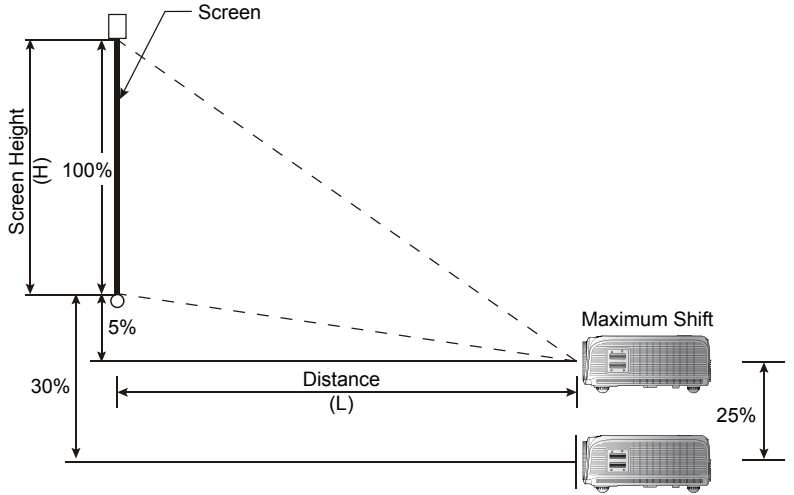 Screen
Screen Height
(H)
100%
5%
Maximum Shift
30%
Distance
(L)
25%